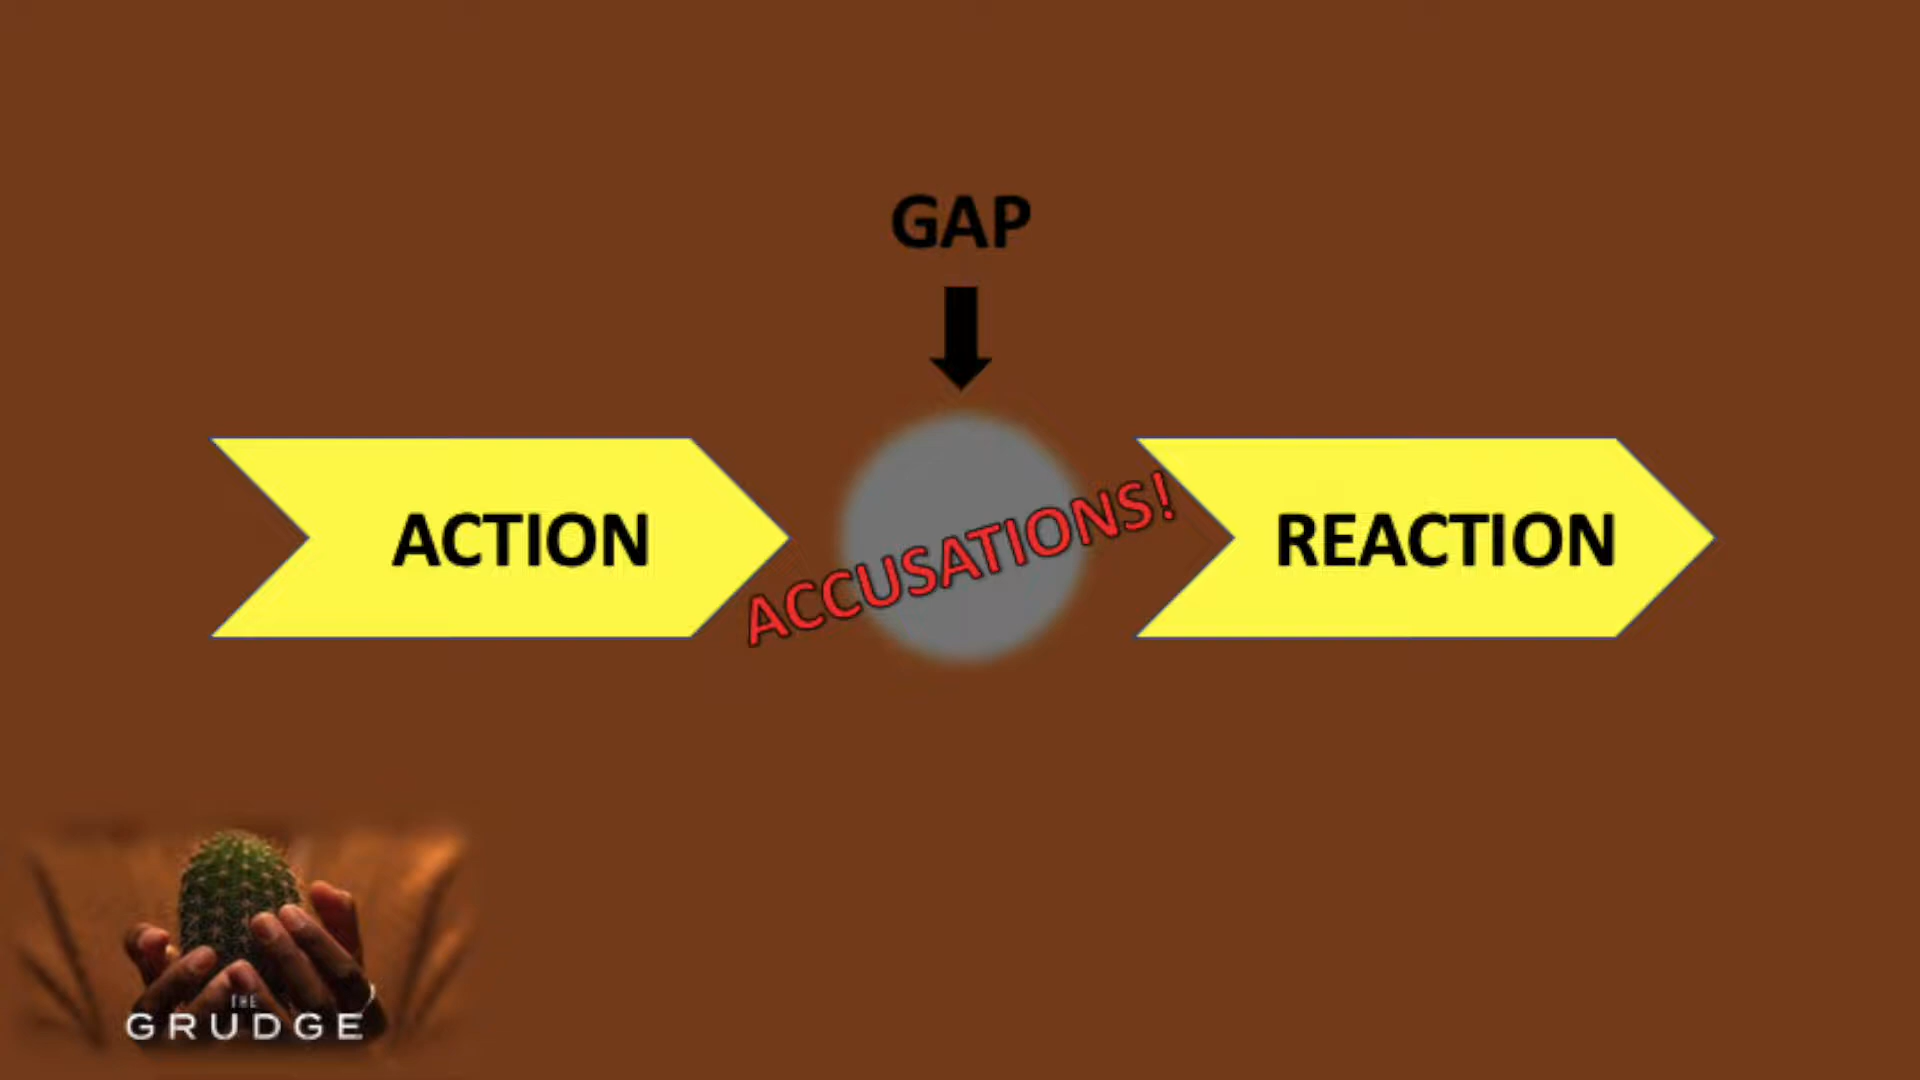 GAP
ACTION
ACCUSATIONS!
REACTION
THE
GRUDGE